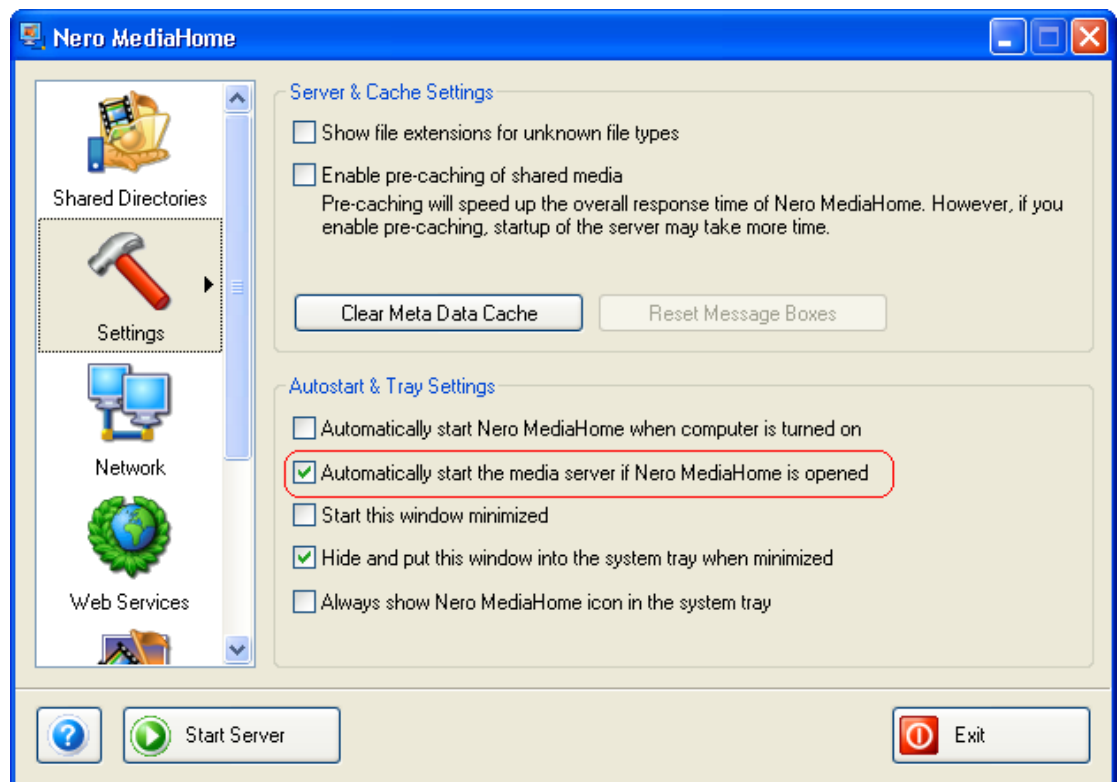 Nero MediaHome
Shared Directories
Settings
Network
Web Services
Server & Cache Settings
Show file extensions for unknown file types
Enable pre-caching of shared media
Pre-caching will speed up the overall response time of Nero MediaHome. However, if you
enable pre-caching, startup of the server may take more time.
Clear Meta Data Cache
Reset Message Boxes
Autostart & Tray Settings
Automatically start Nero MediaHome when computer is turned on
Automatically start the media server if Nero MediaHome is opened
Start this window minimized
Hide and put this window into the system tray when minimized
Always show Nero MediaHome icon in the system tray
Start Server
Exit